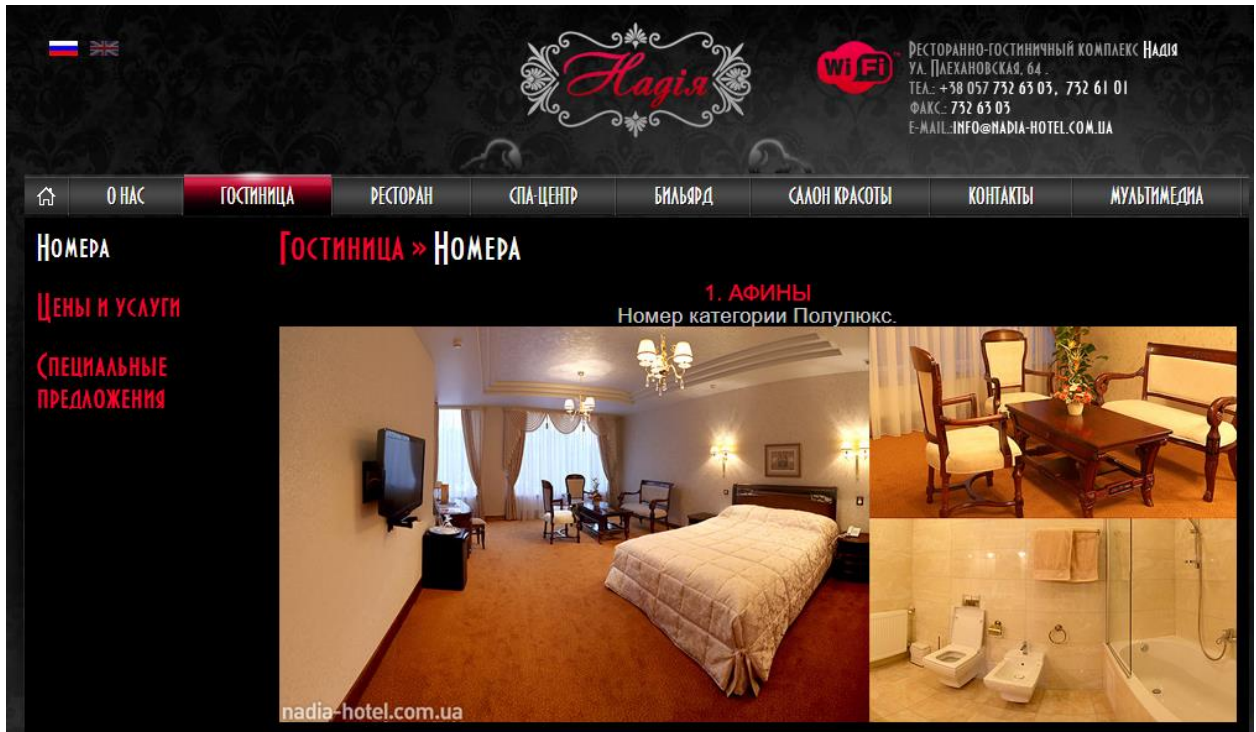 Надія
WiFi
Ресторанно-гостиничный комплекс Надія
ул. Плехановская, 64 .
тел.: +38 057 732 63 03, 732 61 01
факс.: 732 63 03
e-mail.:info@nadia-hotel.com.ua
О НАС
ГОСТИНИЦА
РЕСТОРАН
СПА-ЦЕНТР
БИЛЬЯРД
САЛОН КРАСОТЫ
КОНТАКТЫ
МУЛЬТИМЕДИА
Номера
Цены и услуги
Специальные
предложения
Гостиница » Номера
1. АФИНЫ
Номер категории Полулюкс.
nadia-hotel.com.ua